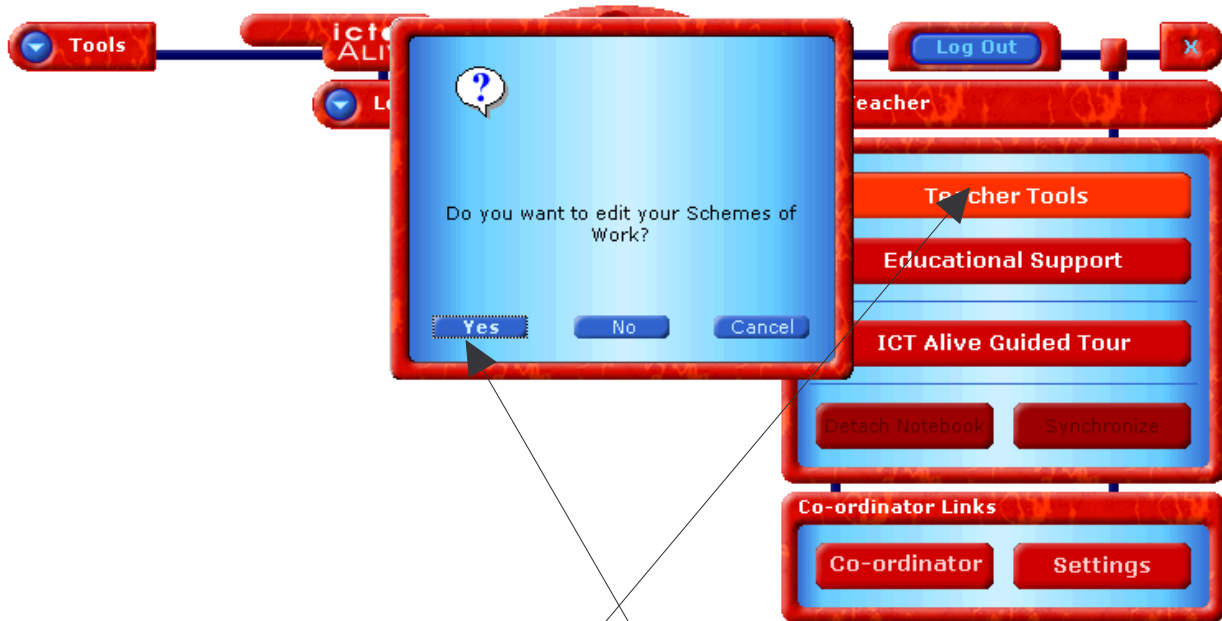 Tools
Log Out
X
eacher
?
Do you want to edit your Schemes of
Work?
Yes
No
Cancel
Teacher Tools
Educational Support
ICT Alive Guided Tour
Detach Notebook
Synchronize
Co-ordinator Links
Co-ordinator
Settings